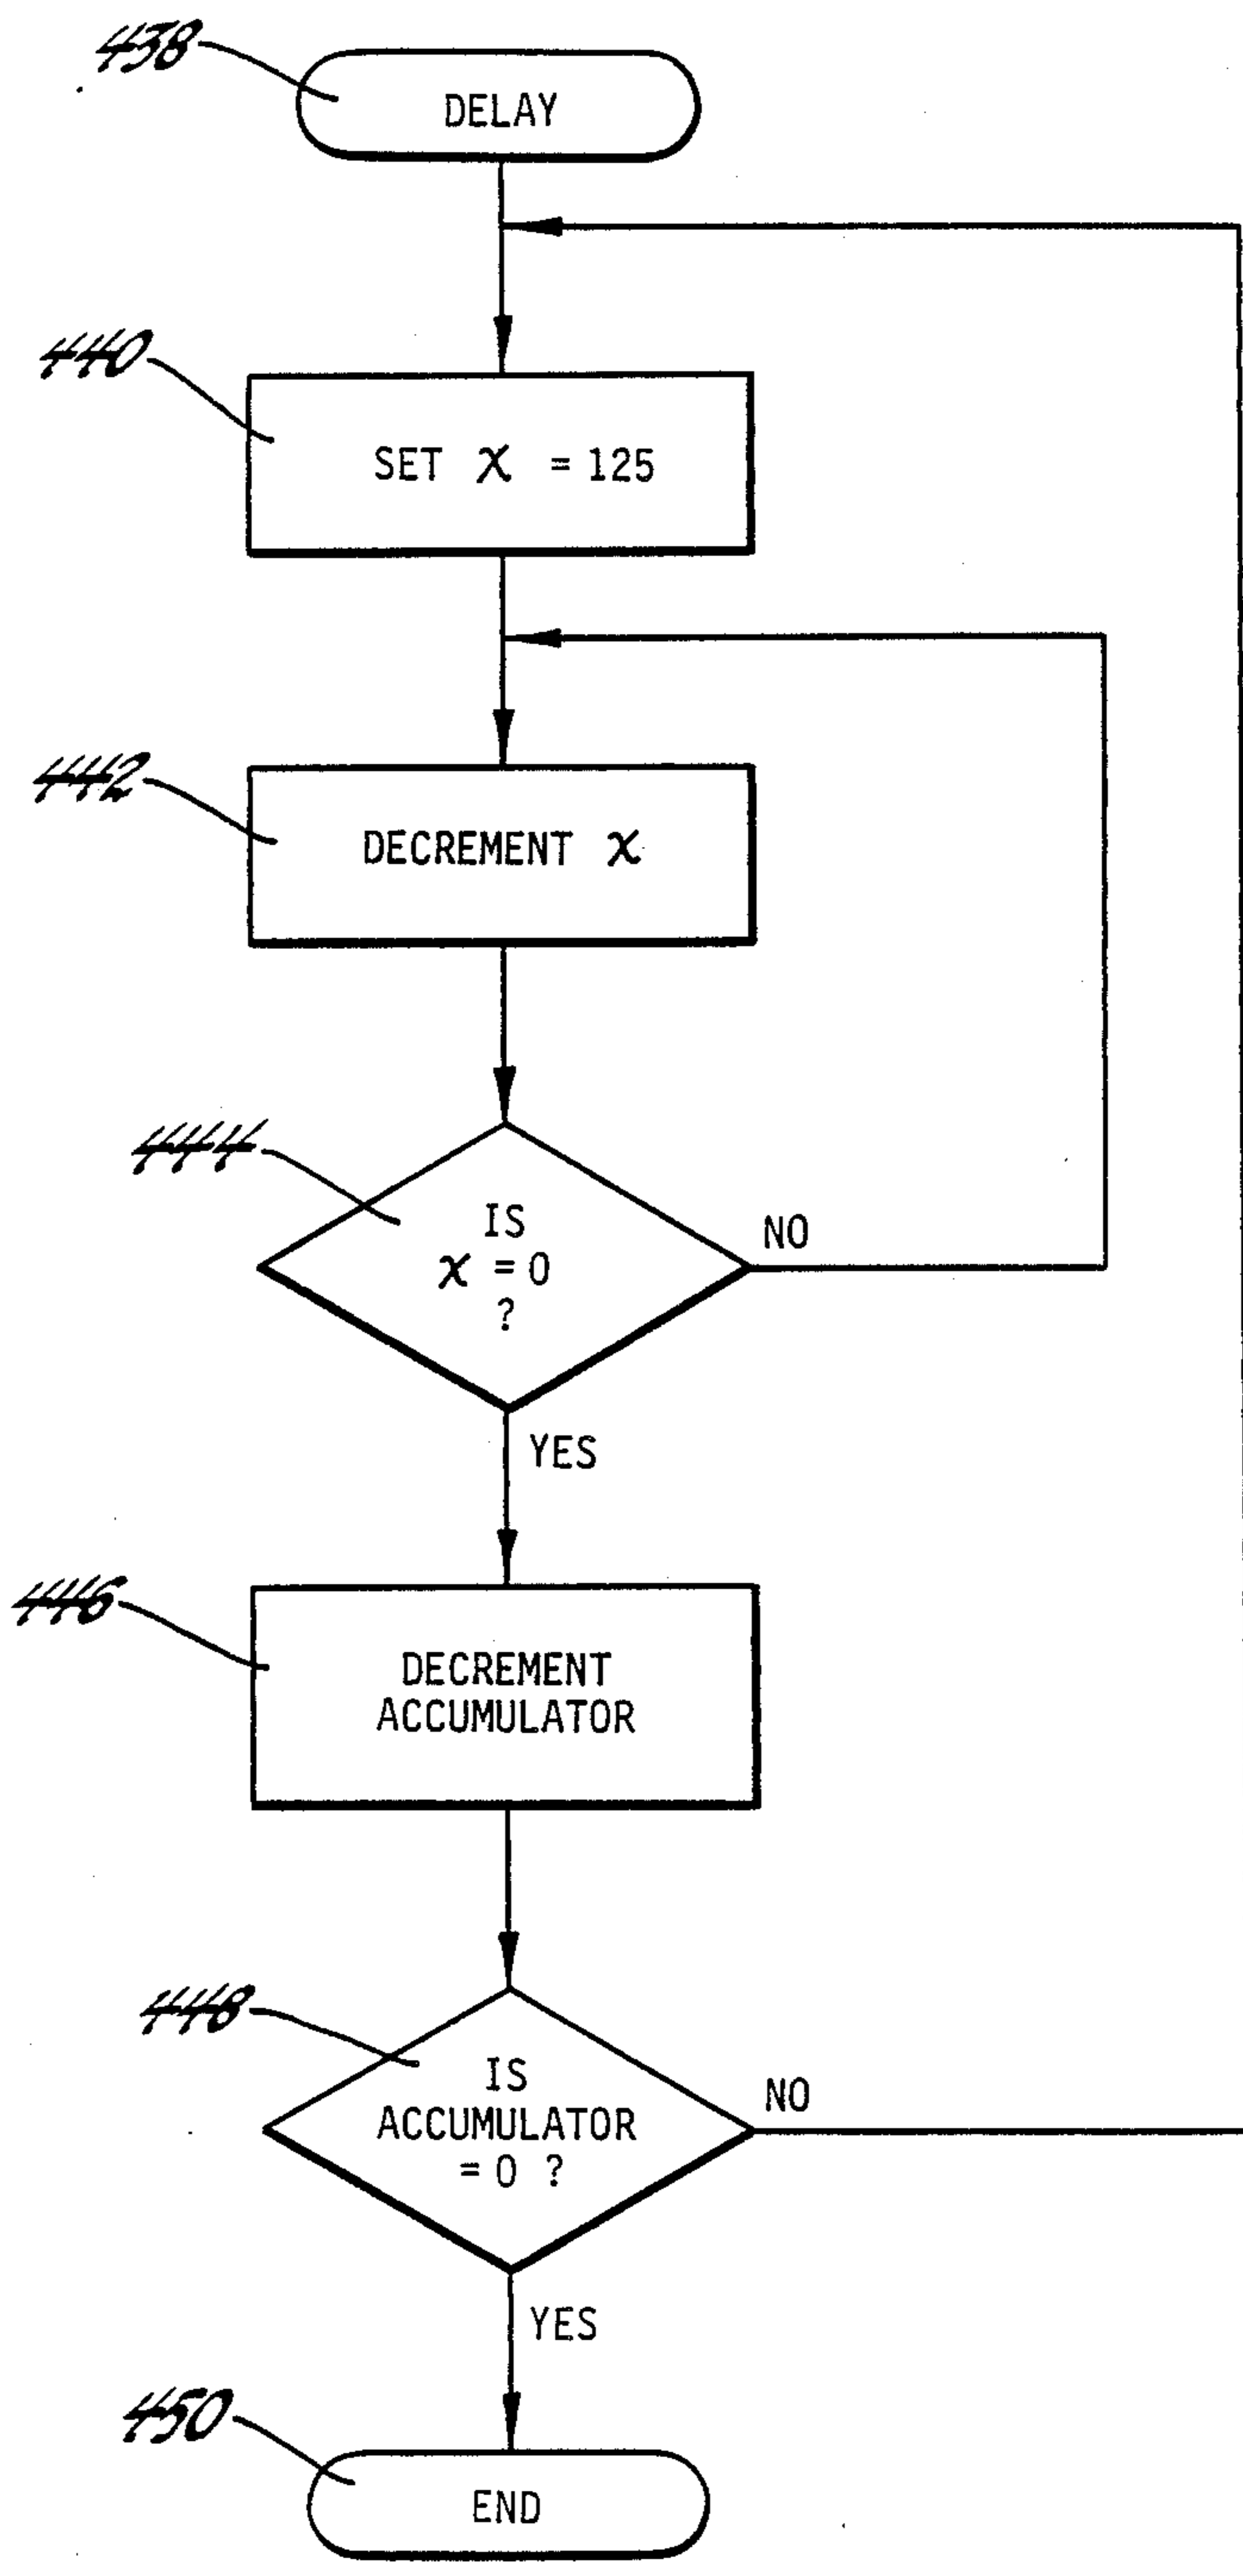 438
DELAY
440
SET x = 125
442
DECREMENT x
444
IS
x = 0
?
NO
YES
446
DECREMENT
ACCUMULATOR
448
IS
ACCUMULATOR
= 0 ?
NO
YES
450
END